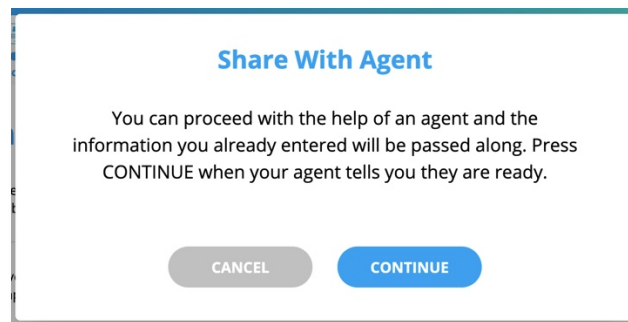 Share With Agent
You can proceed with the help of an agent and the
information you already entered will be passed along. Press
CONTINUE when your agent tells you they are ready.
CANCEL CONTINUE